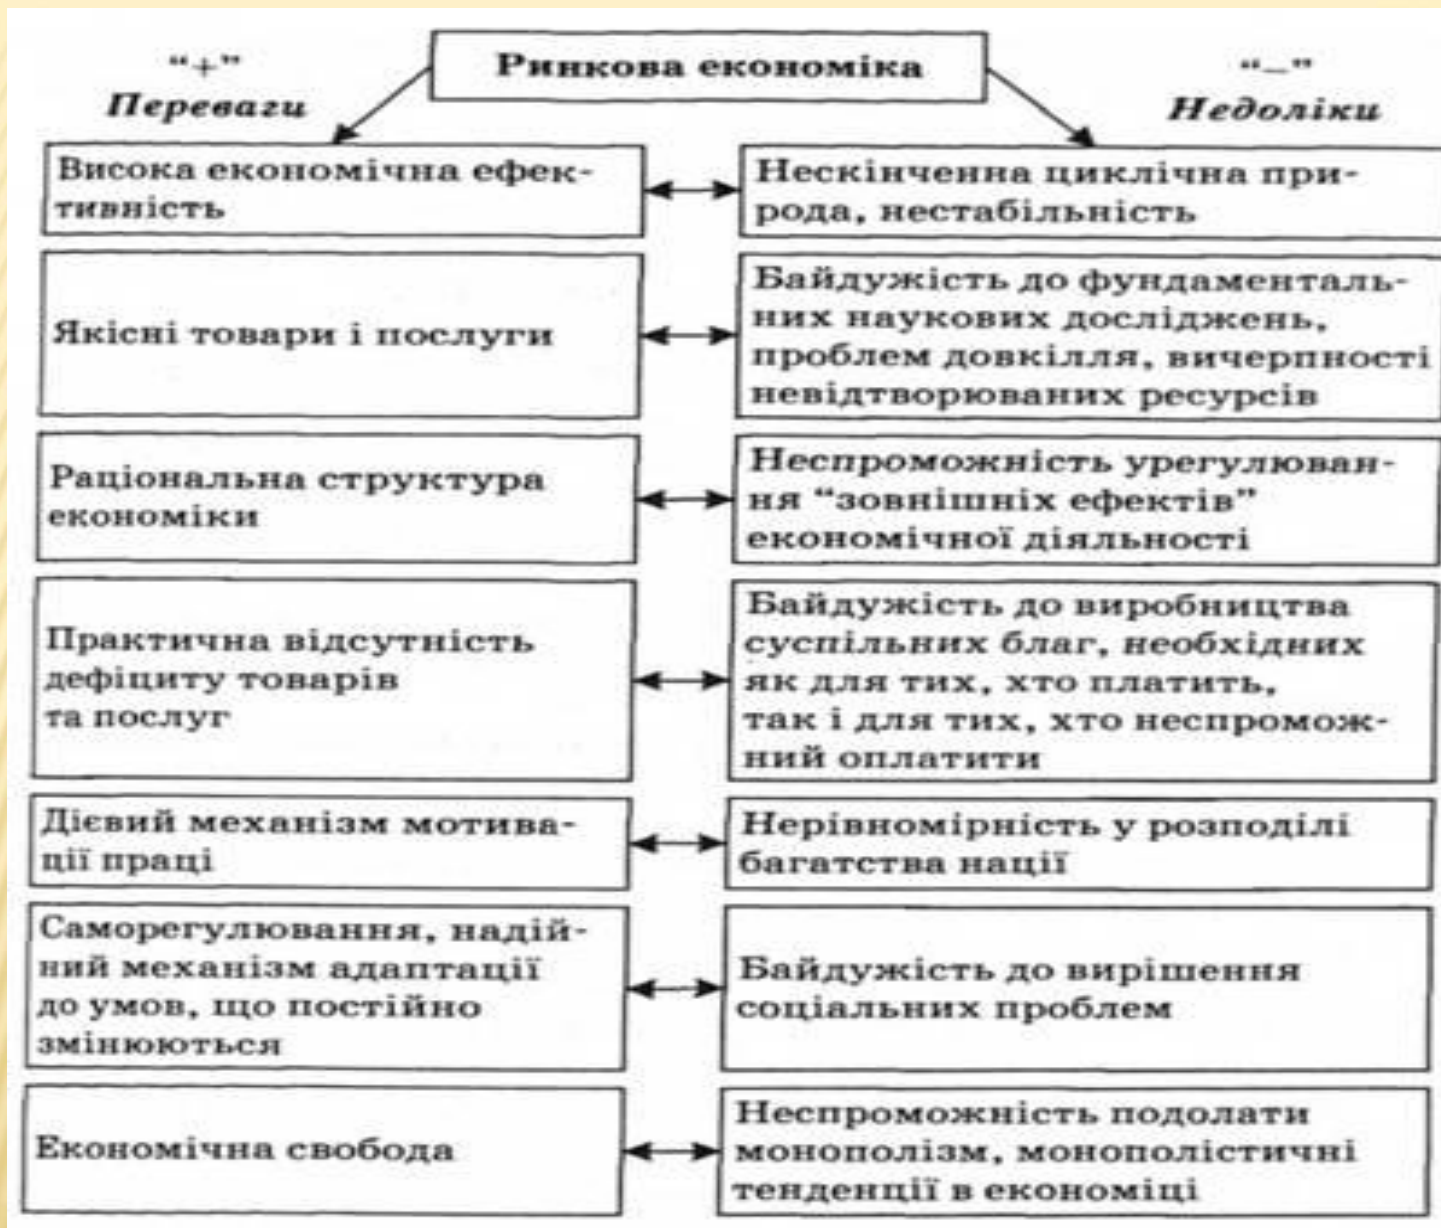 Ринкова економіка
“+”
Переваги
“–”
Недоліки
Висока економічна ефек-
тивність
Нескінченна циклічна при-
рода, нестабільність
Якісні товари і послуги
Байдужість до фундаменталь-
них наукових досліджень,
проблем довкілля, вичерпності
невідтворюваних ресурсів
Раціональна структура
економіки
Неспроможність урегулюван-
ня “зовнішніх ефектів”
економічної діяльності
Практична відсутність
дефіциту товарів
та послуг
Байдужість до виробництва
суспільних благ, необхідних
як для тих, хто платить,
так і для тих, хто неспромож-
ний оплатити
Дієвий механізм мотива-
ції праці
Нерівномірність у розподілі
багатства нації
Саморегулювання, надій-
ний механізм адаптації
до умов, що постійно
змінюються
Байдужість до вирішення
соціальних проблем
Економічна свобода
Неспроможність подолати
монополізм, монополістичні
тенденції в економіці